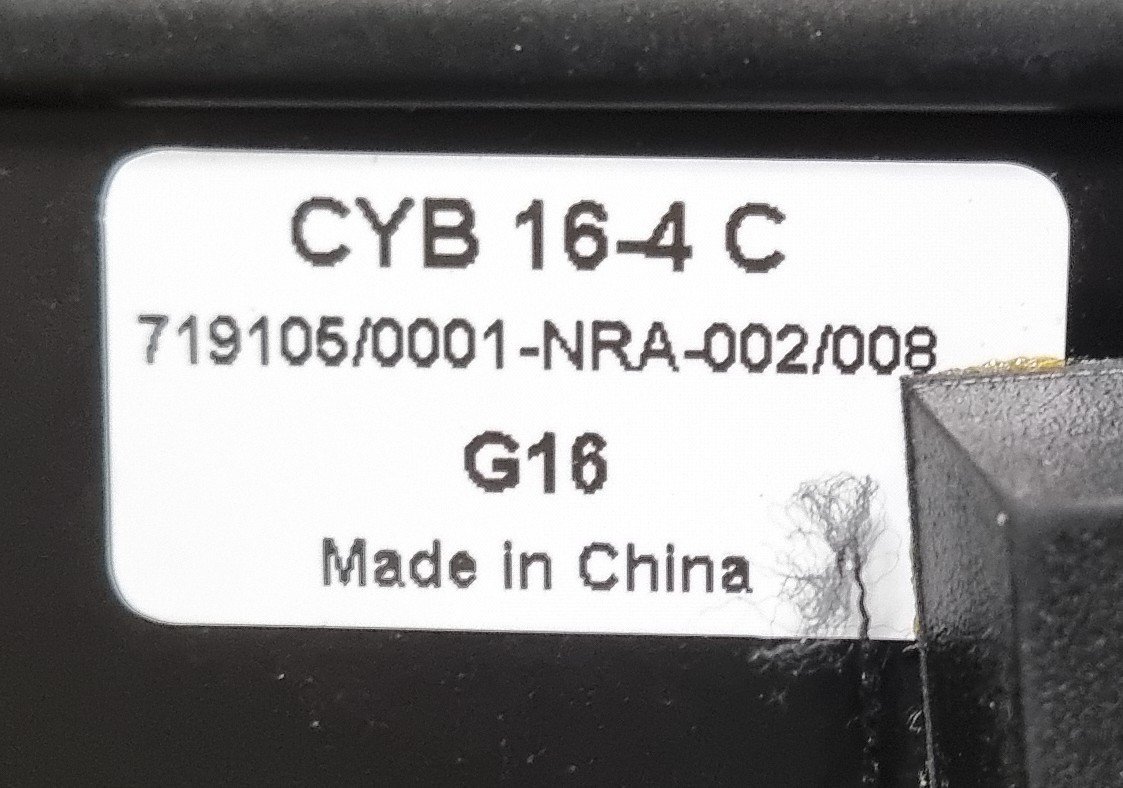 CYB 16-4 C
719105/0001-NRA-002/008
G16
Made in China